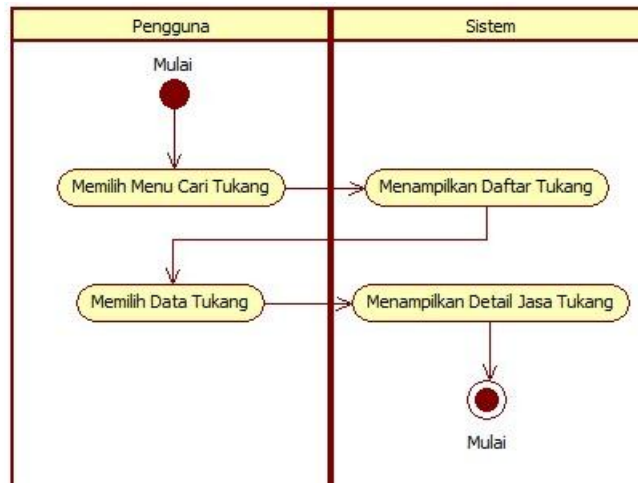 Pengguna
Sistem
Mulai
Memilih Menu Cari Tukang
Menampilkan Daftar Tukang
Memilih Data Tukang
Menampilkan Detail Jasa Tukang
Mulai